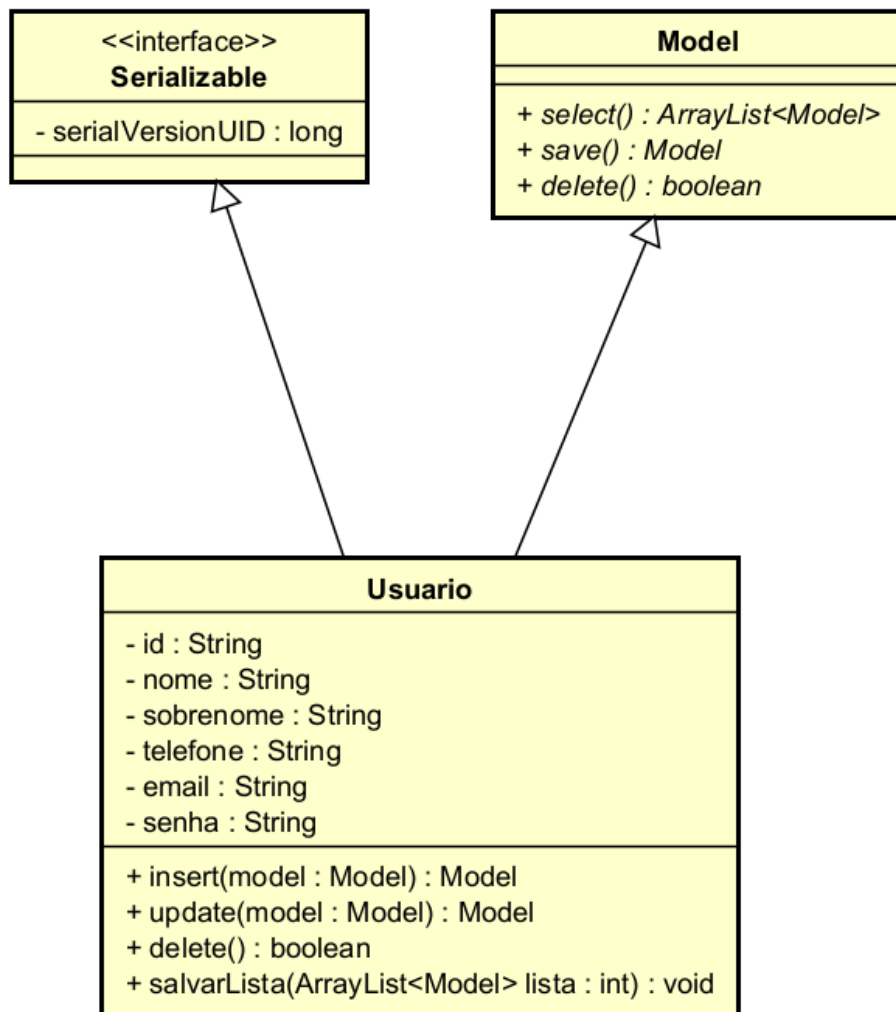 <<interface>>
Serializable
- serialVersionUID : long
Model
+ select() : ArrayList<Model>
+ save() : Model
+ delete() : boolean
Usuario
- id : String
- nome : String
- sobrenome : String
- telefone : String
- email : String
- senha : String
+ insert(model : Model) : Model
+ update(model : Model) : Model
+ delete() : boolean
+ salvarLista(ArrayList<Model> lista : int) : void